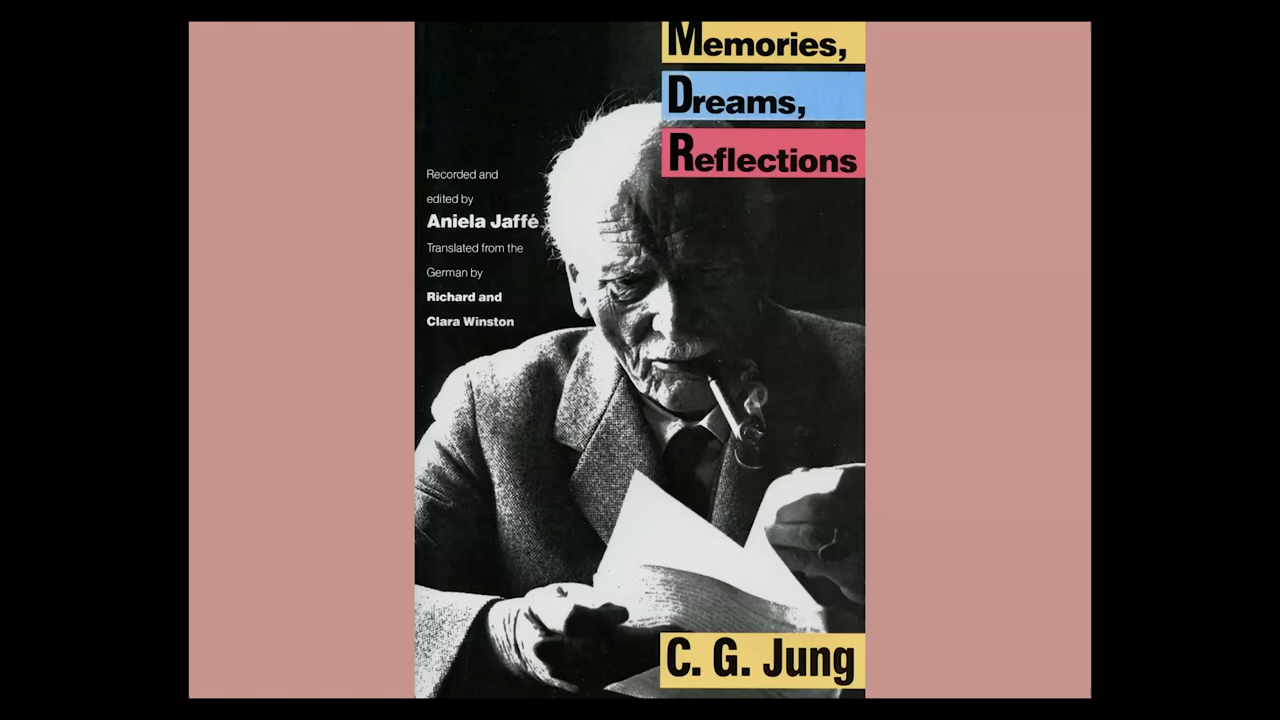 Memories,
Dreams,
Reflections
Recorded and
edited by
Aniela Jaffé
Translated from the
German by
Richard and
Clara Winston
C. G. Jung